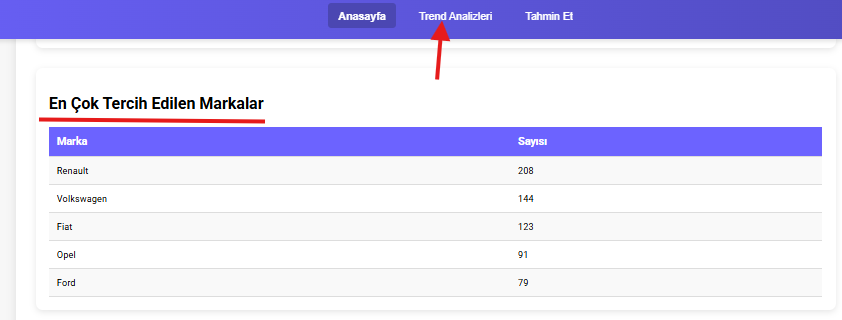 Anasayfa Trend Analizleri Tahmin Et
En Çok Tercih Edilen Markalar
Marka Sayısı
Renault 208
Volkswagen 144
Fiat 123
Opel 91
Ford 79